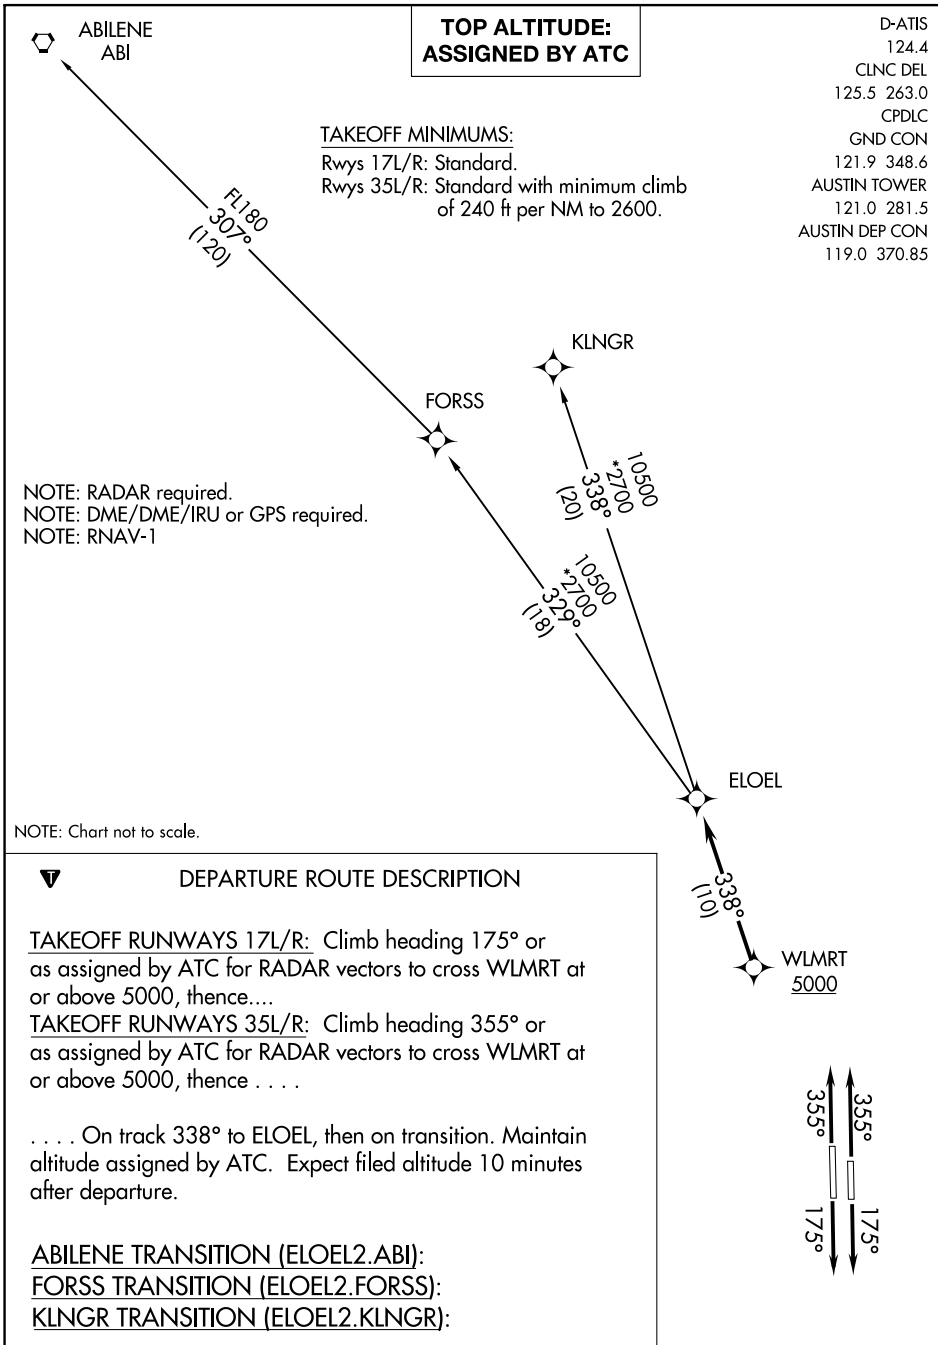 ABILENE
ABI
TOP ALTITUDE:
ASSIGNED BY ATC
D-ATIS
124.4
CLNC DEL
125.5 263.0
CPDLC
GND CON
121.9 348.6
AUSTIN TOWER
121.0 281.5
AUSTIN DEP CON
119.0 370.85
TAKEOFF MINIMUMS:
Rwys 17L/R: Standard.
Rwys 35L/R: Standard with minimum climb
of 240 ft per NM to 2600.
FL180
307°
(120)
KLNGR
FORSS
10500
*2700
338°
(20)
NOTE: RADAR required.
NOTE: DME/DME/IRU or GPS required.
NOTE: RNAV-1
10500
*2700
329°
(18)
ELOEL
NOTE: Chart not to scale.
338°
(10)
WLMRT
5000
T
DEPARTURE ROUTE DESCRIPTION
TAKEOFF RUNWAYS 17L/R: Climb heading 175° or
as assigned by ATC for RADAR vectors to cross WLMRT at
or above 5000, thence....
TAKEOFF RUNWAYS 35L/R: Climb heading 355° or
as assigned by ATC for RADAR vectors to cross WLMRT at
or above 5000, thence . . . .
. . . . On track 338° to ELOEL, then on transition. Maintain
altitude assigned by ATC. Expect filed altitude 10 minutes
after departure.
ABILENE TRANSITION (ELOEL2.ABI):
FORSS TRANSITION (ELOEL2.FORSS):
KLNGR TRANSITION (ELOEL2.KLNGR):
355°
355°
175°
175°